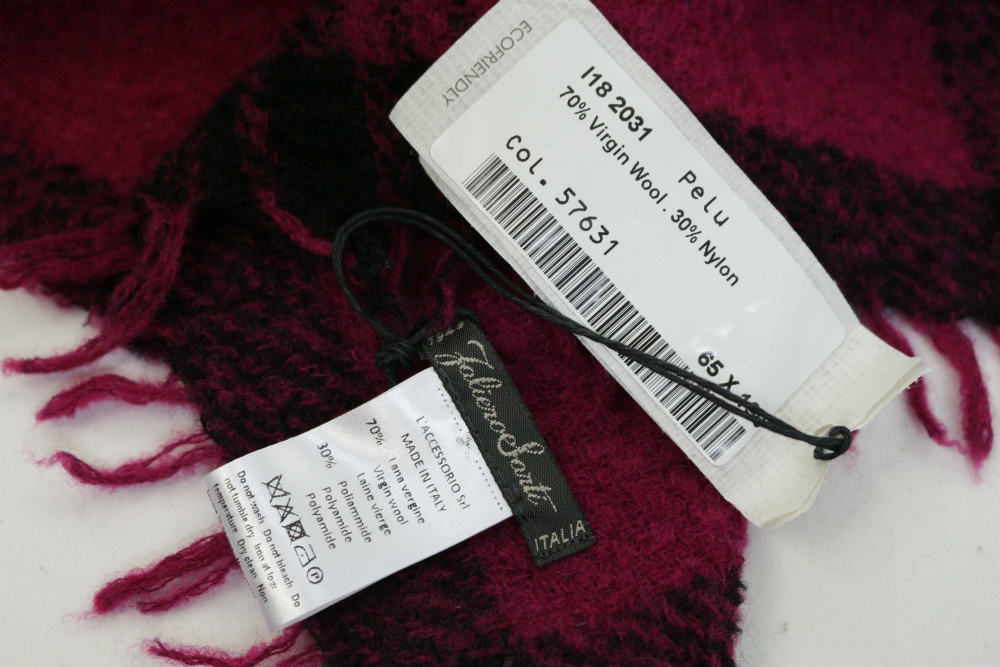 ECOFRIENDLY
I18 2031 Pelu
70% Virgin Wool . 30% Nylon
Col. 57631
65 X
Faliero Sarti
ITALIA
L'ACCESSORIO Srl
MADE IN ITALY
70% Lana vergine
Virgin wool
Laine vierge
30% Poliammide
Polyamide
Polyamide
Do not wash Do not bleach Do
not tumble dry Iron at low
temperature Dry clean Non
P